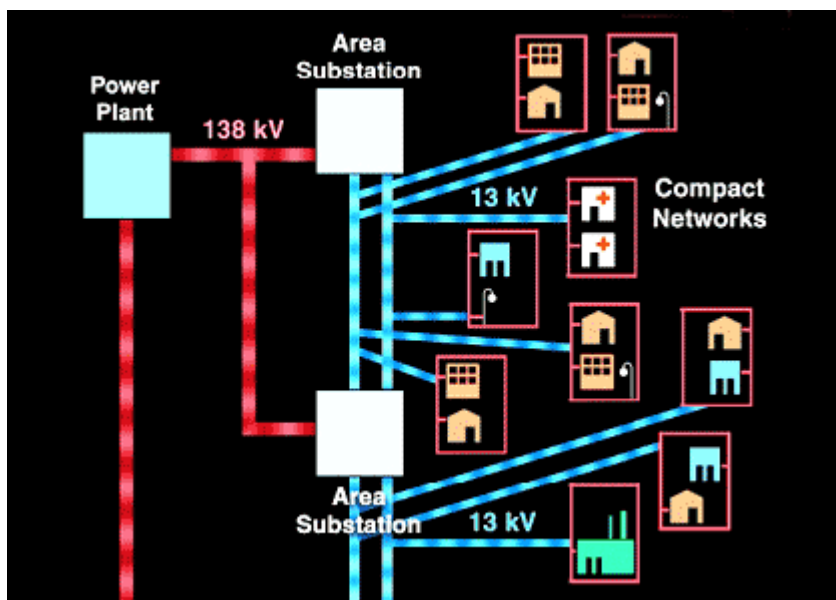 Area
Substation
Power
Plant
138 kV
13 kV
Compact
Networks
Area
Substation
13 kV